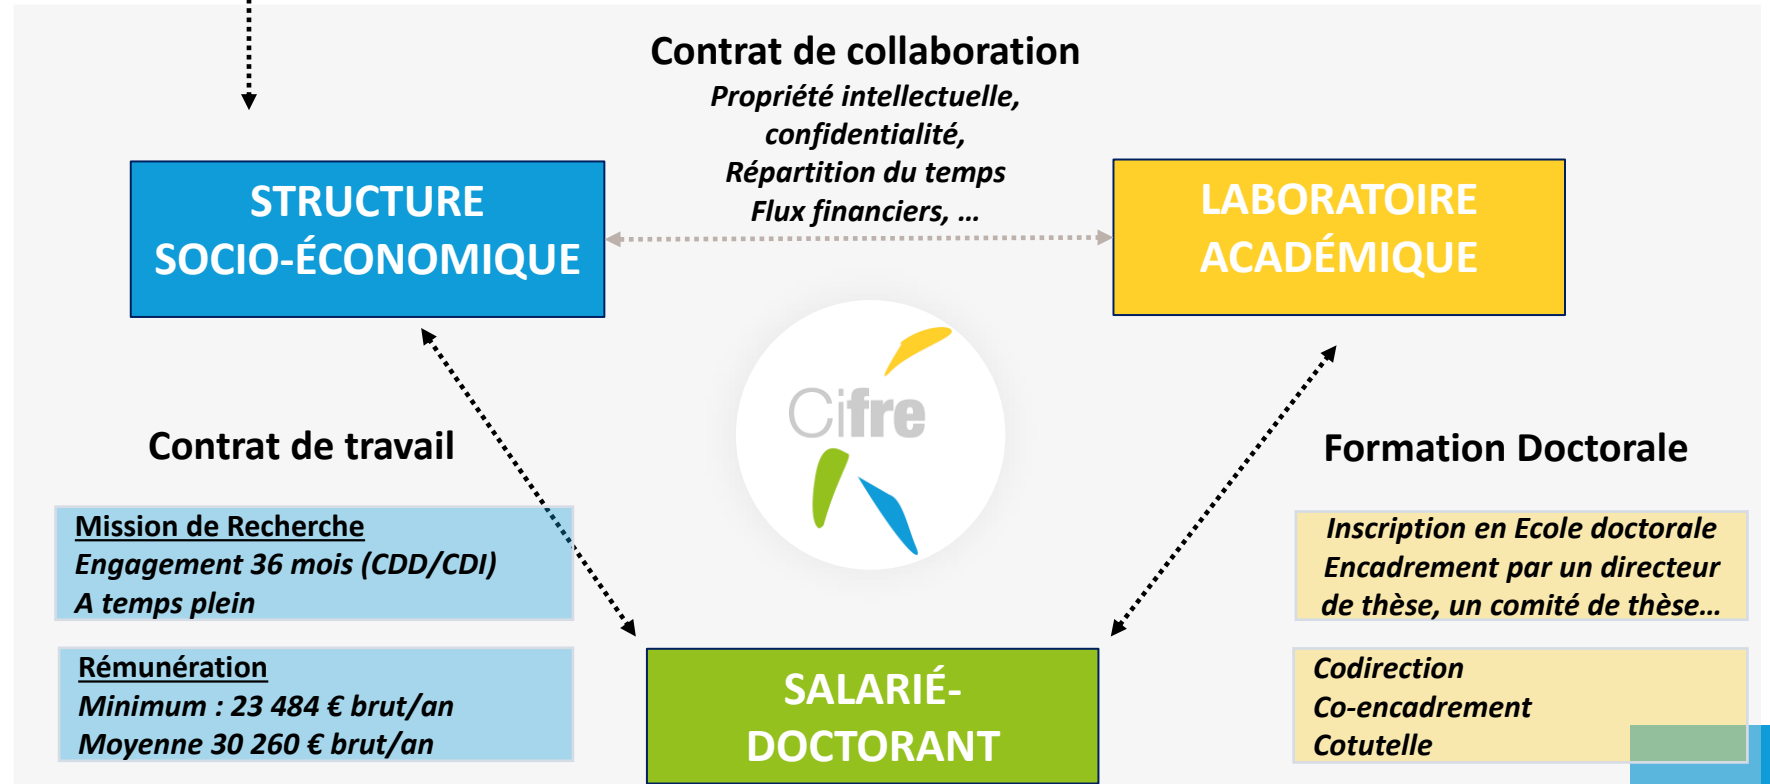 Contrat de collaboration
Propriété intellectuelle,
confidentialité,
Répartition du temps
Flux financiers, ...
STRUCTURE
SOCIO-ÉCONOMIQUE
LABORATOIRE
ACADÉMIQUE
Cifre
Contrat de travail
Mission de Recherche
Engagement 36 mois (CDD/CDI)
A temps plein
Rémunération
Minimum : 23 484 € brut/an
Moyenne 30 260 € brut/an
SALARIÉ-
DOCTORANT
Formation Doctorale
Inscription en Ecole doctorale
Encadrement par un directeur
de thèse, un comité de thèse...
Codirection
Co-encadrement
Cotutelle